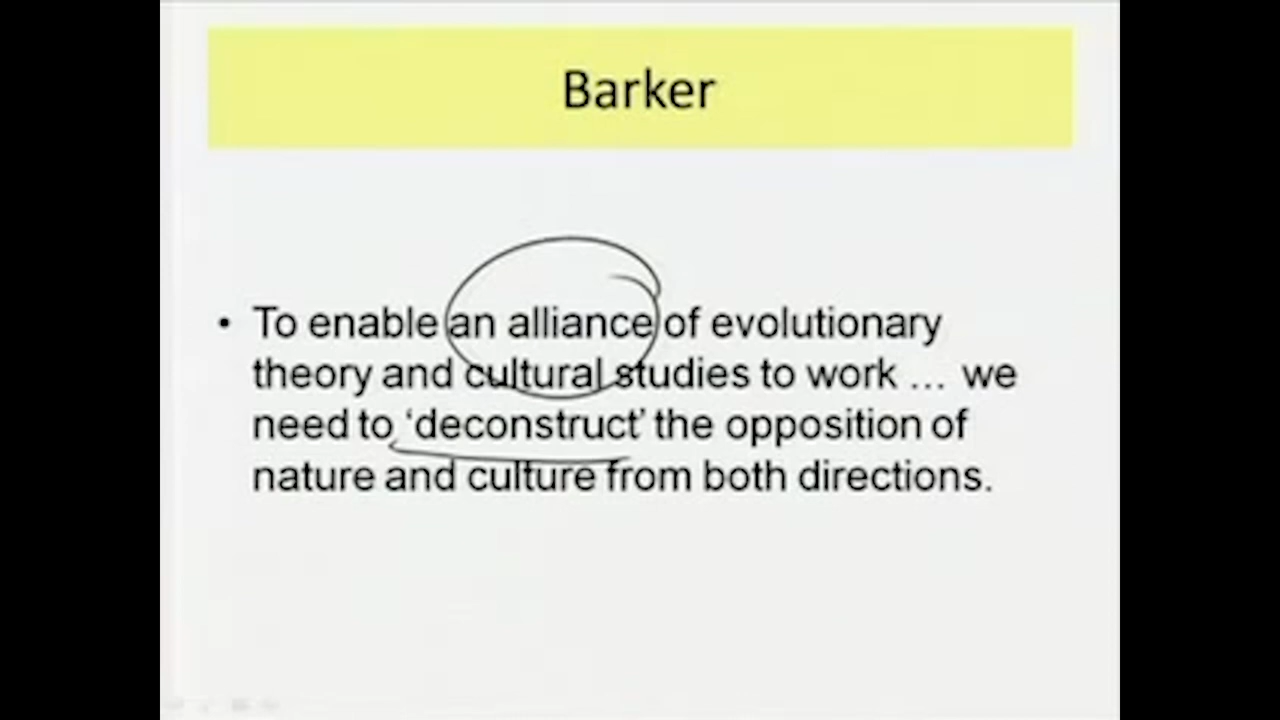 Barker
• To enable an alliance of evolutionary
theory and cultural studies to work ... we
need to ‘deconstruct’ the opposition of
nature and culture from both directions.